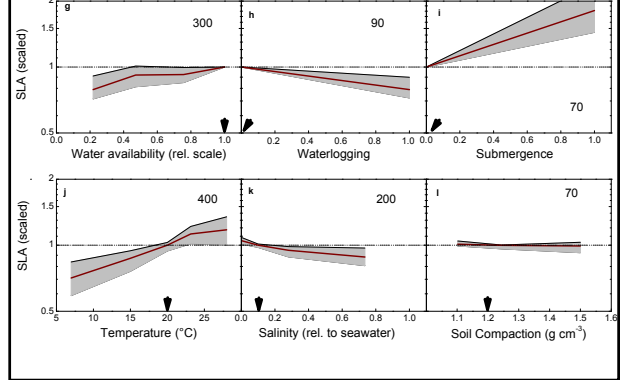 2 g 300 h 90 i
1.5
SLA (scaled)
1
70
0.5
0.0 0.2 0.4 0.6 0.8 1.0 0.2 0.4 0.6 0.8 1.0 0.0 0.2 0.4 0.6 0.8 1.0
Water availability (rel. scale) Waterlogging Submergence
2
j 400 k 200 l 70
1.5
SLA (scaled)
1
0.5
5 10 15 20 25 0.0 0.2 0.4 0.6 0.8 1.0 1.1 1.2 1.3 1.4 1.5 1.6
Temperature (°C) Salinity (rel. to seawater) Soil Compaction (g cm⁻³)